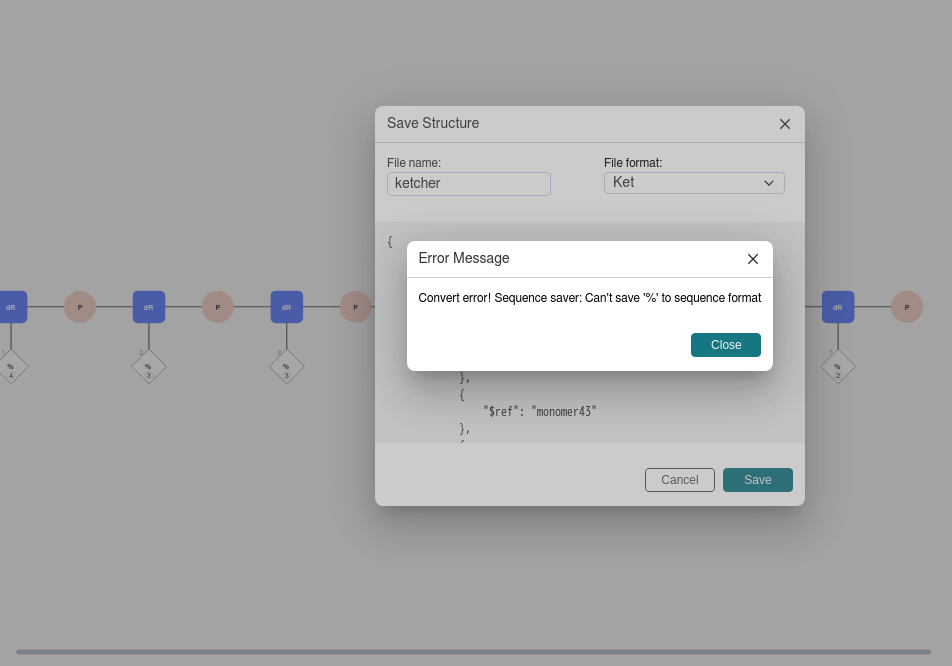 Save Structure
File name:
File format:
ketcher
Ket
{
Error Message
Convert error! Sequence saver: Can't save '%' to sequence format
Close
},
{
"$ref": "monomer43"
},
{
Cancel
Save
dR
P
dR
P
dR
P
dR
P
1
%
4
2
%
3
3
%
3
7
%
2